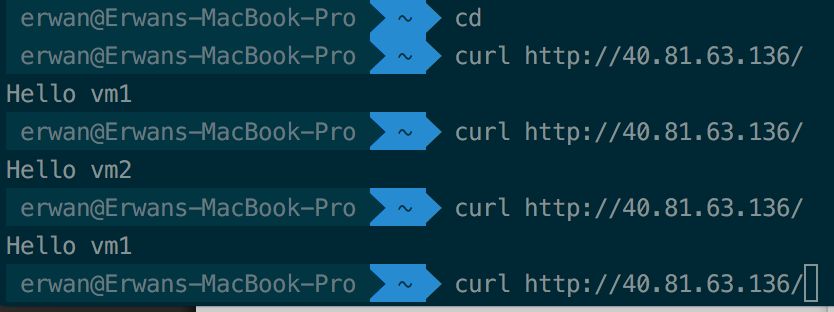 erwan@Erwans-MacBook-Pro ~ cd
erwan@Erwans-MacBook-Pro ~ curl http://40.81.63.136/
Hello vm1
erwan@Erwans-MacBook-Pro ~ curl http://40.81.63.136/
Hello vm2
erwan@Erwans-MacBook-Pro ~ curl http://40.81.63.136/
Hello vm1
erwan@Erwans-MacBook-Pro ~ curl http://40.81.63.136/